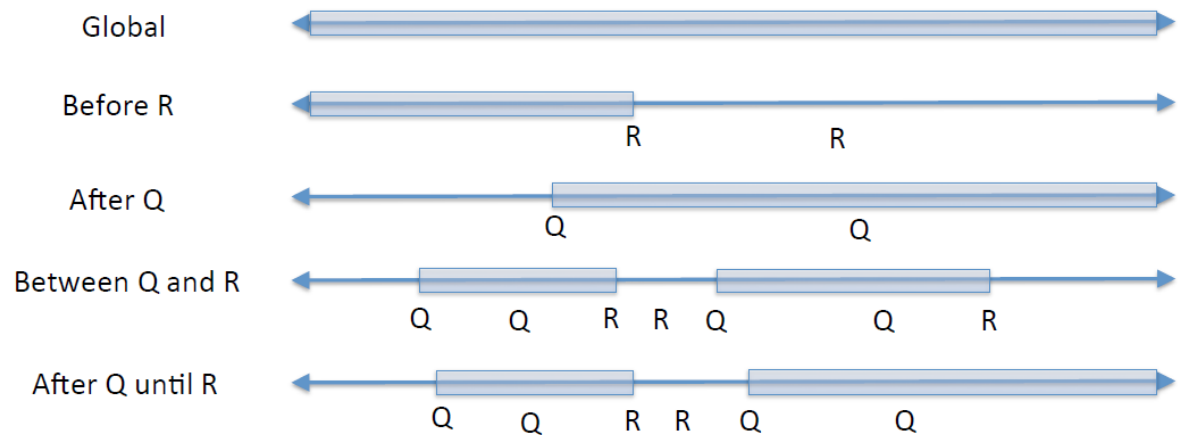 Global
Before R
R R
After Q
Q Q
Between Q and R
Q Q R R Q Q R
After Q until R
Q Q R R Q Q